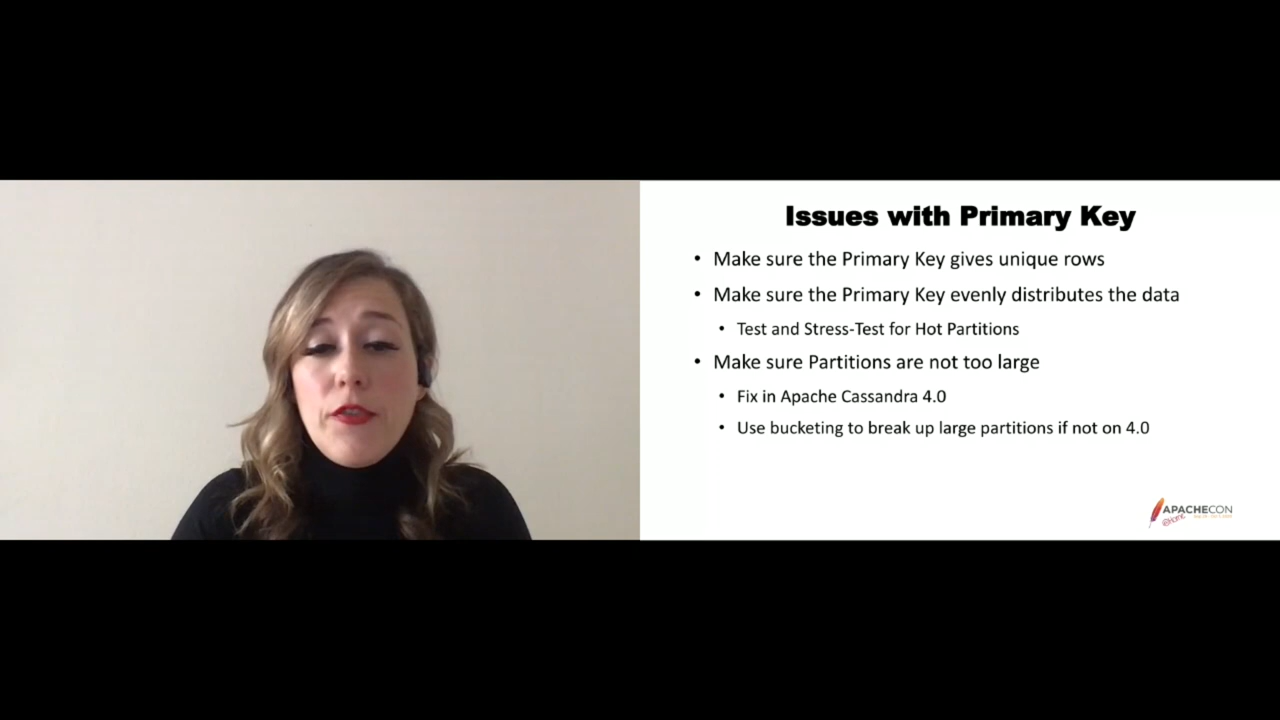 Issues with Primary Key
• Make sure the Primary Key gives unique rows
• Make sure the Primary Key evenly distributes the data
• Test and Stress-Test for Hot Partitions
• Make sure Partitions are not too large
• Fix in Apache Cassandra 4.0
• Use bucketing to break up large partitions if not on 4.0
APACHECON
@Home